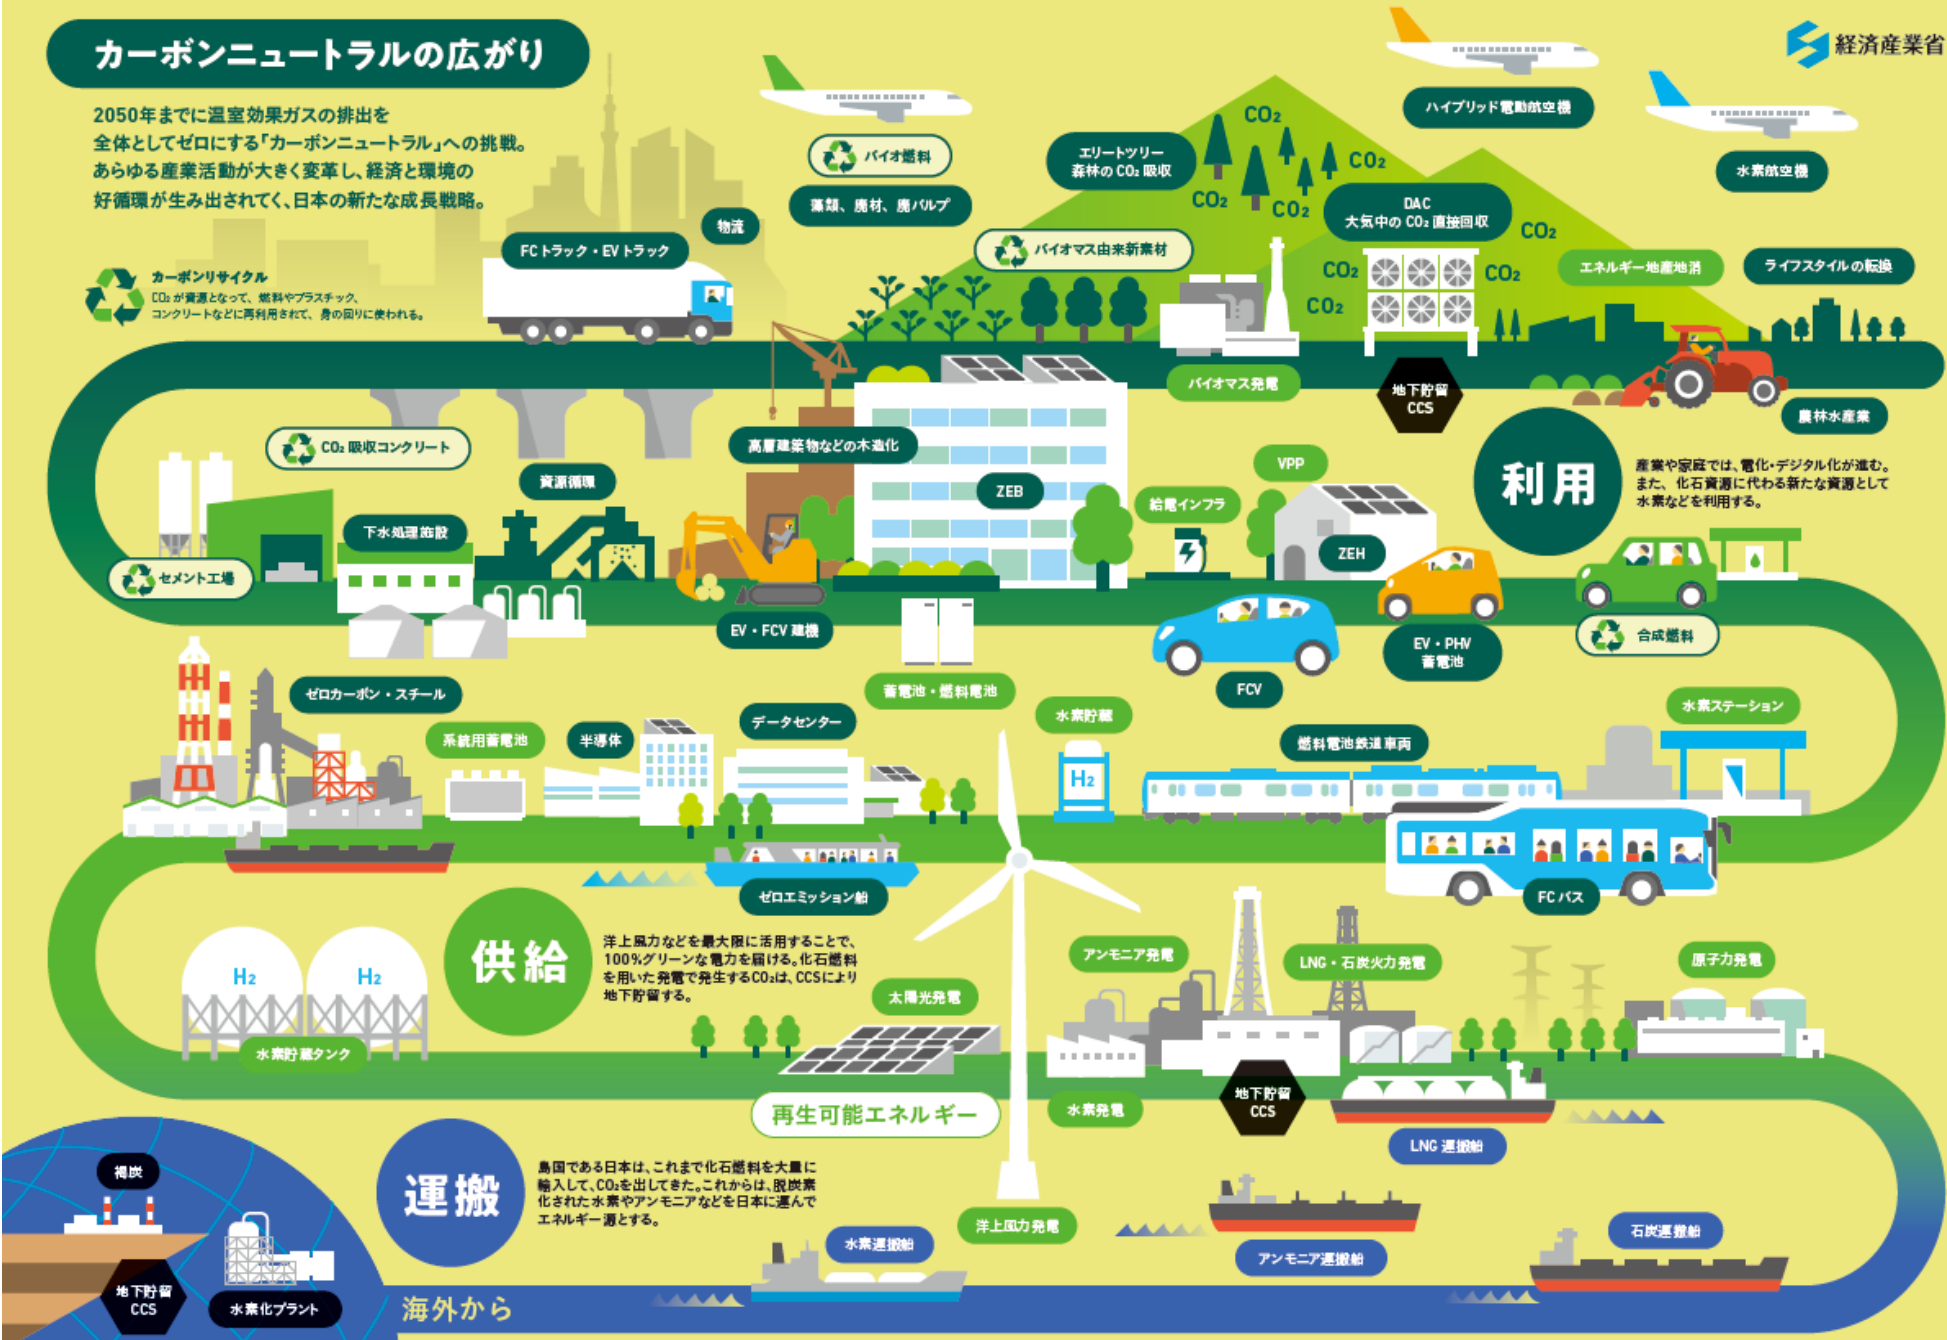 カーボンニュートラルの広がり
2050年までに温室効果ガスの排出を
全体としてゼロにする「カーボンニュートラル」への挑戦。
あらゆる産業活動が大きく変革し、経済と環境の
好循環が生み出されてく、日本の新たな成長戦略。
カーボンリサイクル
CO₂が資源となって、燃料やプラスチック、
コンクリートなどに再利用されて、身の回りに使われる。
経済産業省
バイオ燃料
藻類、廃材、廃パルプ
物流
FCトラック・EVトラック
ハイブリッド電動航空機
水素航空機
エリートツリー
森林のCO₂吸収
CO₂
CO₂
CO₂
CO₂
DAC
大気中のCO₂直接回収
CO₂
CO₂
CO₂
CO₂
バイオマス由来新素材
エネルギー地産地消
ライフスタイルの転換
バイオマス発電
地下貯留
CCS
農林水産業
利用
産業や家庭では、電化・デジタル化が進む。
また、化石資源に代わる新たな資源として
水素などを利用する。
CO₂吸収コンクリート
資源循環
高層建築物などの木造化
ZEB
VPP
給電インフラ
ZEH
下水処理施設
セメント工場
EV・FCV建機
FCV
EV・PHV
蓄電池
合成燃料
ゼロカーボン・スチール
系統用蓄電池
半導体
データセンター
蓄電池・燃料電池
水素貯蔵
H₂
燃料電池鉄道車両
水素ステーション
ゼロエミッション船
FCバス
供給
洋上風力などを最大限に活用することで、
100%グリーンな電力を届ける。化石燃料
を用いた発電で発生するCO₂は、CCSにより
地下貯留する。
H₂
H₂
水素貯蔵タンク
太陽光発電
アンモニア発電
LNG・石炭火力発電
原子力発電
再生可能エネルギー
水素発電
地下貯留
CCS
LNG運搬船
運搬
島国である日本は、これまで化石燃料を大量に
輸入して、CO₂を出してきた。これからは、脱炭素
化された水素やアンモニアなどを日本に運んで
エネルギー源とする。
褐炭
地下貯留
CCS
水素化プラント
海外から
水素運搬船
洋上風力発電
アンモニア運搬船
石炭運搬船